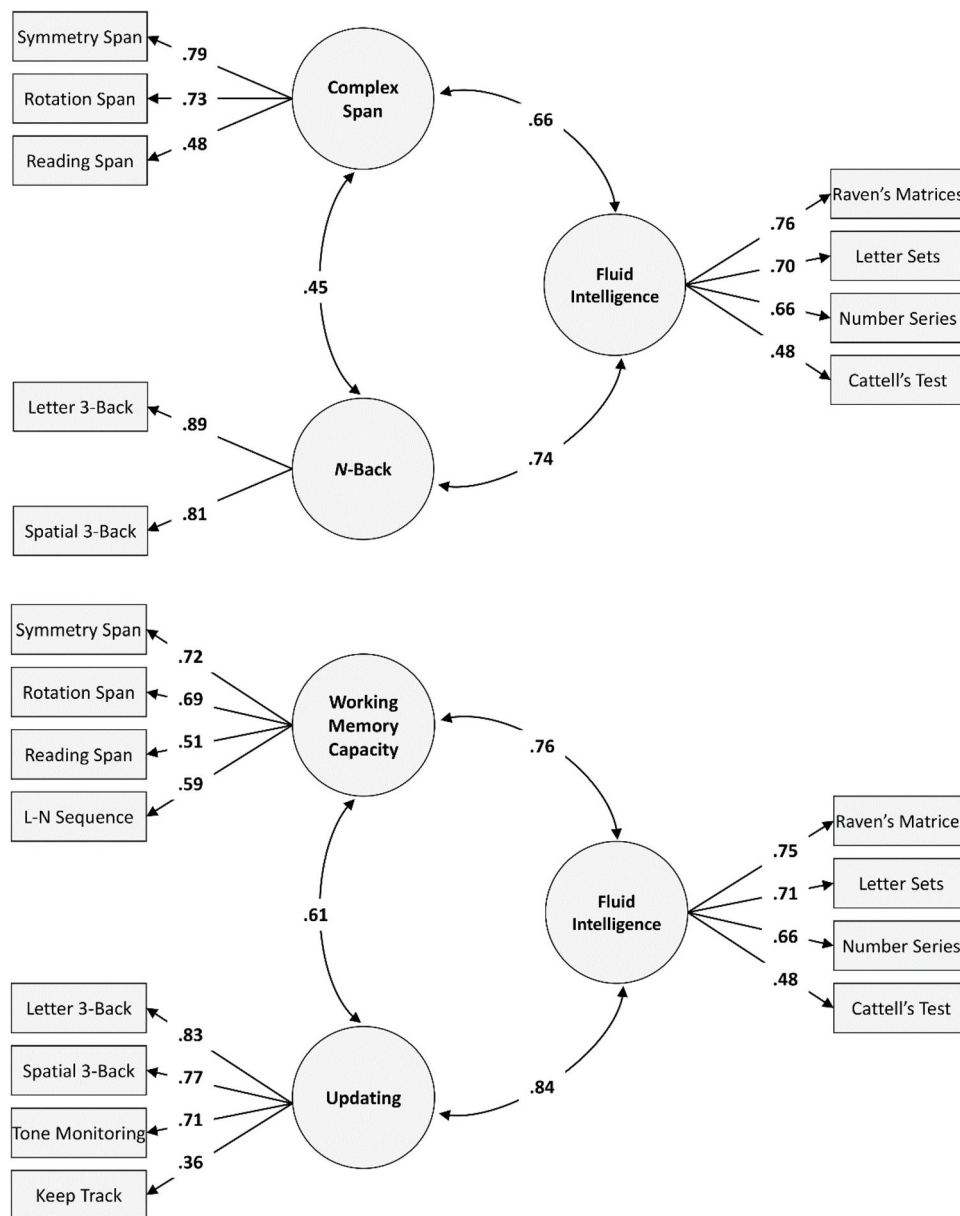 Symmetry Span
.79
Rotation Span
.73
Reading Span
.48
Complex
Span
.66
Raven's Matrices
.76
Letter Sets
.70
Number Series
.66
Cattell's Test
.48
Fluid
Intelligence
.45
Letter 3-Back
.89
Spatial 3-Back
.81
N-Back
.74
Symmetry Span
.72
Rotation Span
.69
Reading Span
.51
L-N Sequence
.59
Working
Memory
Capacity
.76
Raven's Matrice
.75
Letter Sets
.71
Number Series
.66
Cattell's Test
.48
Fluid
Intelligence
.61
Letter 3-Back
.83
Spatial 3-Back
.77
Tone Monitoring
.71
Keep Track
.36
Updating
.84